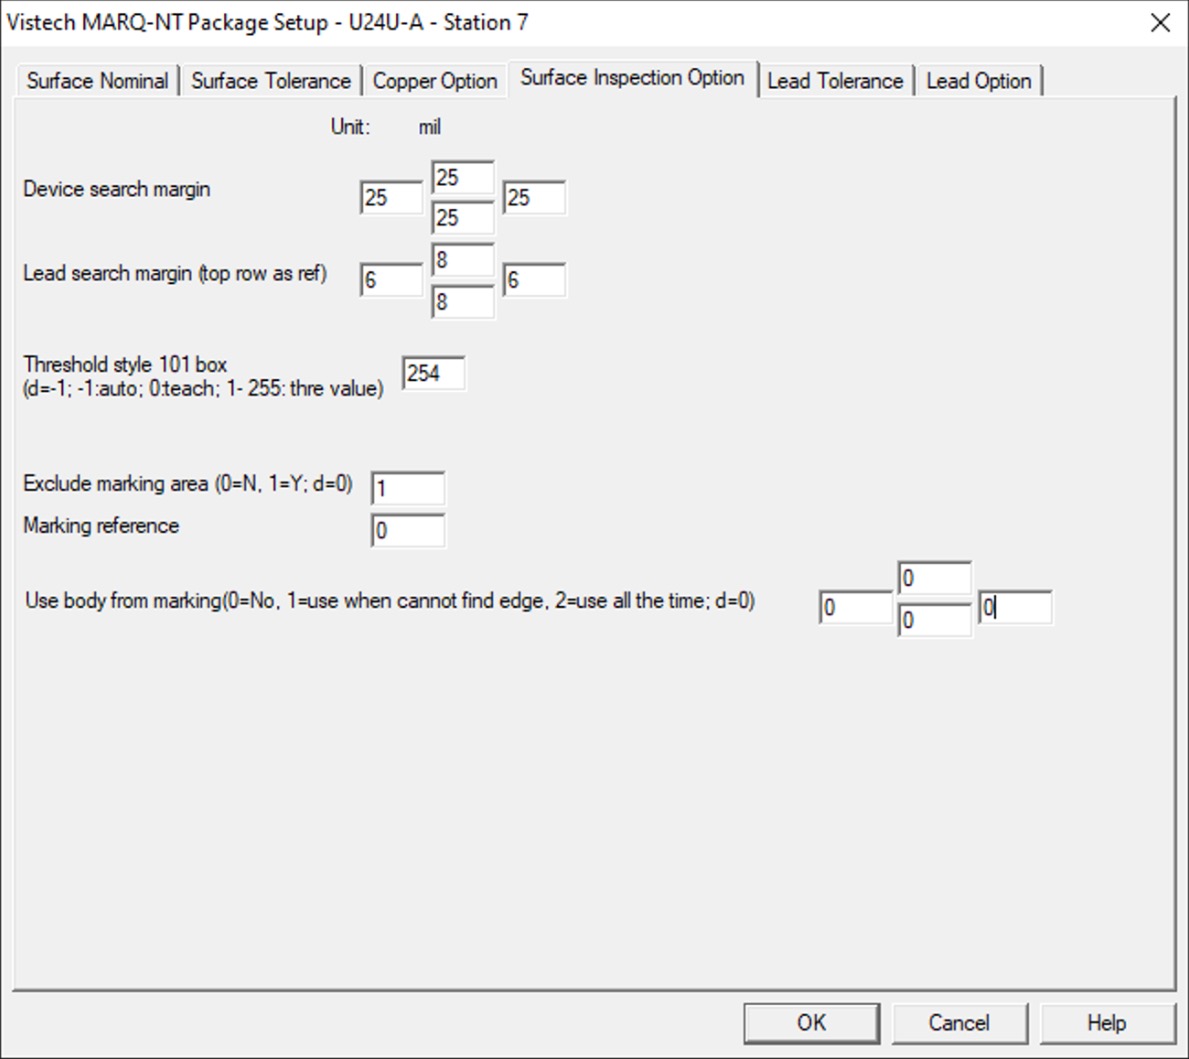 Vistech MARQ-NT Package Setup - U24U-A - Station 7
Surface Nominal Surface Tolerance Copper Option Surface Inspection Option Lead Tolerance Lead Option
Unit: mil
25
Device search margin 25 25
25
8
Lead search margin (top row as ref) 6 6
8
Threshold style 101 box 254
(d=-1; -1:auto; 0:teach; 1- 255: thre value)
Exclude marking area (0=N, 1=Y; d=0) 1
Marking reference 0
0
Use body from marking(0=No, 1=use when cannot find edge, 2=use all the time; d=0) 0 0
0
OK Cancel Help